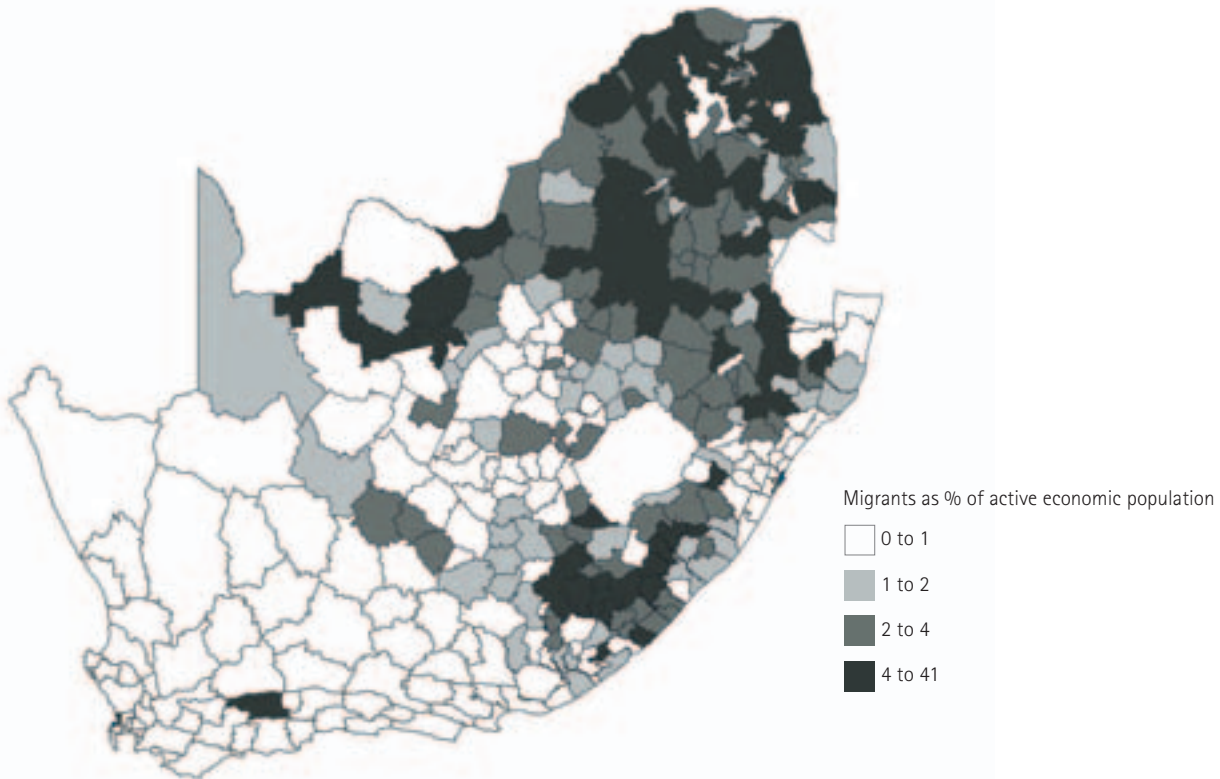 Migrants as % of active economic population
0 to 1
1 to 2
2 to 4
4 to 41